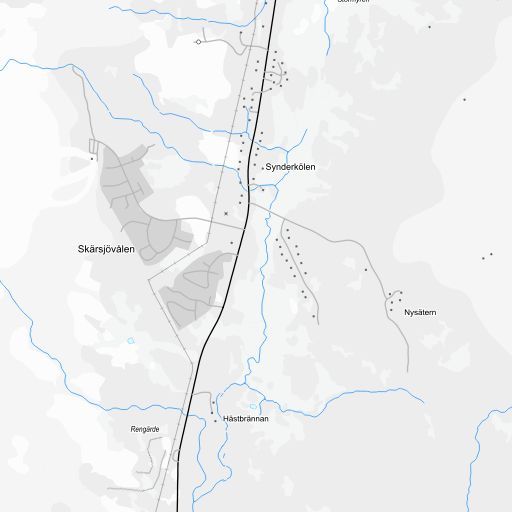 Synderkölen
Skärsjövålen
Nysätern
Hästbrännan
Rengärde